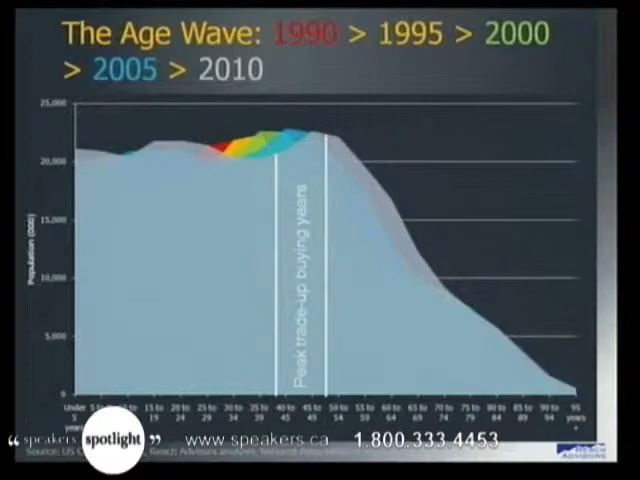 The Age Wave: 1990 > 1995 > 2000
> 2005 > 2010
25,000
20,000
15,000
10,000
5,000
0
Population (000)
Peak trade-up buying years
Under 5 years
15 to 19
20 to 24
25 to 29
30 to 34
35 to 39
40 to 45
45 to 49
50 to 54
55 to 59
60 to 64
65 to 69
70 to 74
75 to 79
80 to 84
85 to 89
90 to 94
95 years +
“ speakers spotlight ” www.speakers.ca 1.800.333.4453
Source: US Reach Advisors analysis, National
REACH ADVISORS